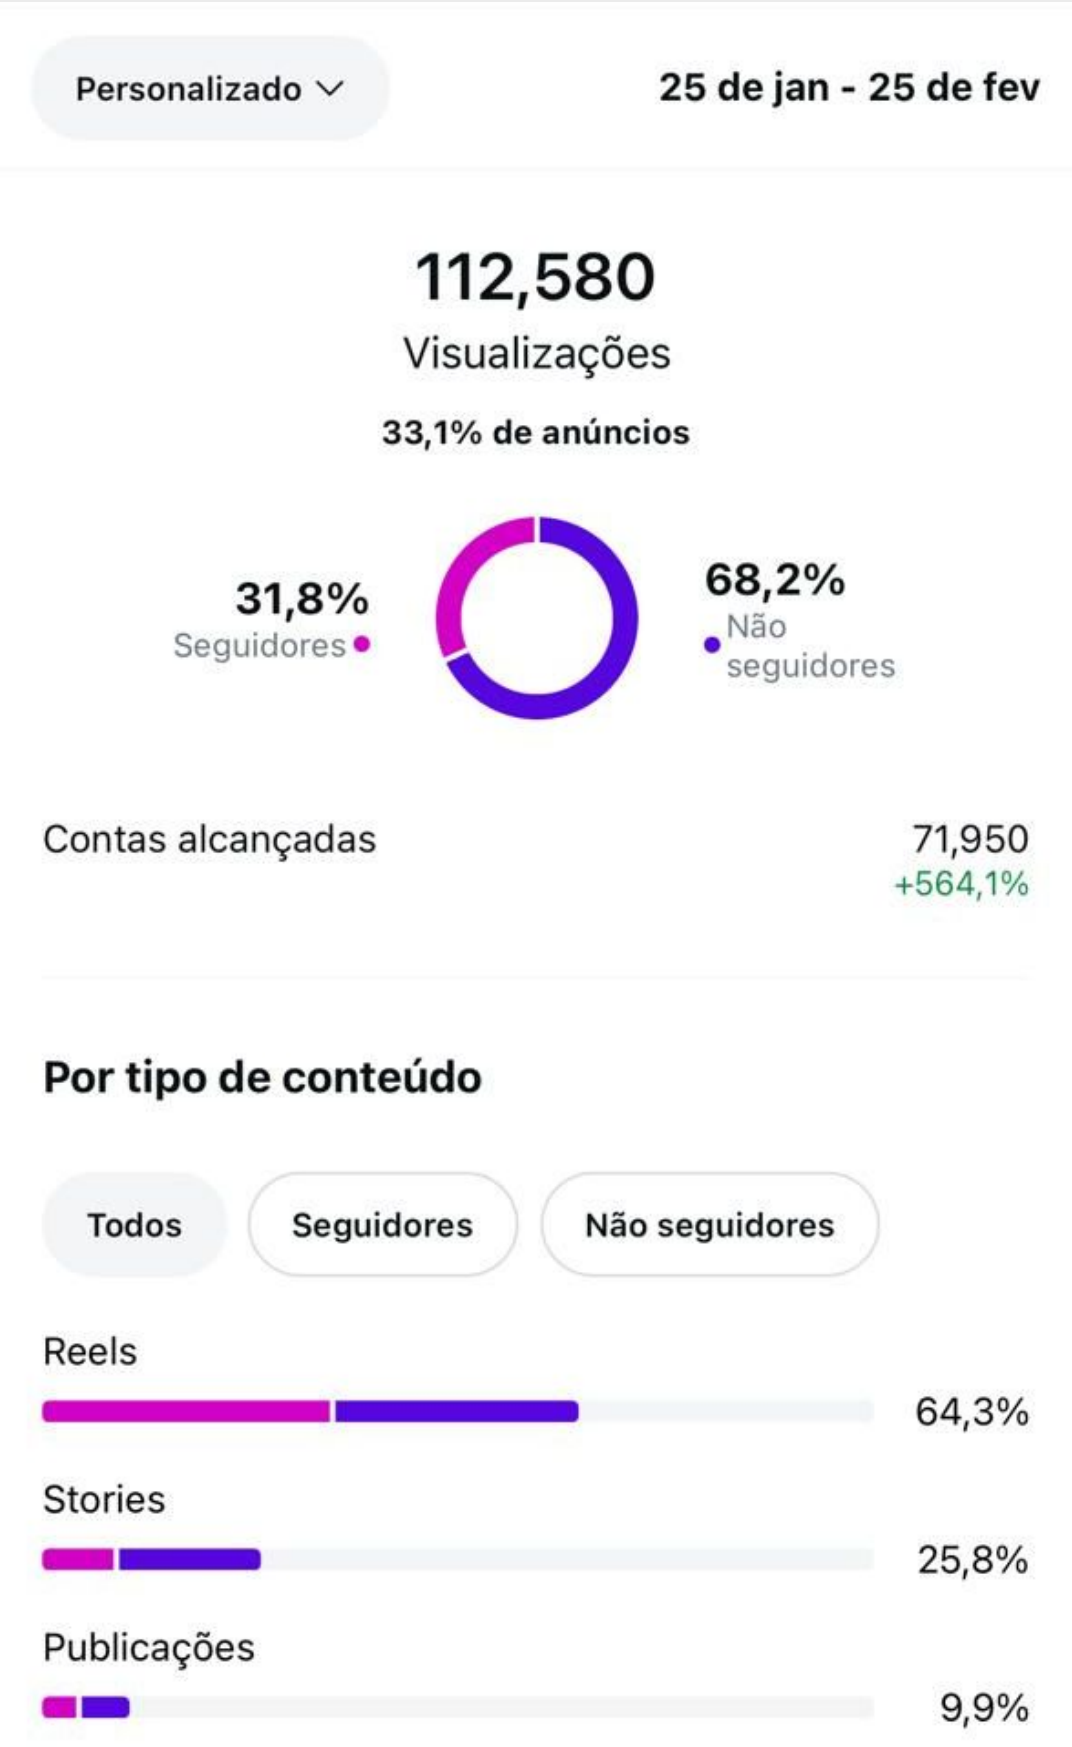 Personalizado
25 de jan - 25 de fev
112,580
Visualizações
33,1% de anúncios
31,8%
Seguidores
68,2%
Não
seguidores
Contas alcançadas
71,950
+564,1%
Por tipo de conteúdo
Todos
Seguidores
Não seguidores
Reels
64,3%
Stories
25,8%
Publicações
9,9%